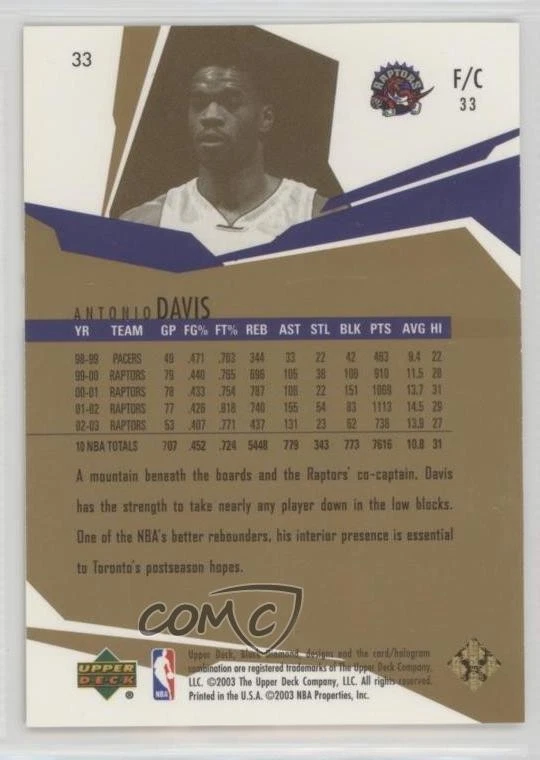 33
RAPTORS
F/C
33
ANTONIO DAVIS
YR TEAM GP FG% FT% REB AST STL BLK PTS AVG HI
98-99 PACERS 49 .471 .703 344 33 22 42 463 9.4 22
99-00 RAPTORS 79 .440 .765 696 105 38 100 910 11.5 28
00-01 RAPTORS 78 .433 .754 787 106 22 151 1069 13.7 31
01-02 RAPTORS 77 .426 .818 740 155 54 83 1113 14.5 29
02-03 RAPTORS 53 .407 .771 437 131 23 62 738 13.9 27
10 NBA TOTALS 707 .452 .724 5448 779 343 773 7616 10.8 31
A mountain beneath the boards and the Raptors' co-captain, Davis
has the strength to take nearly any player down in the low blocks.
One of the NBA's better rebounders, his interior presence is essential
to Toronto's postseason hopes.
COMC
UPPER
DECK
®
NBA
Upper Deck, Black Diamond, designs and the card/hologram
combination are registered trademarks of The Upper Deck Company,
LLC. ©2003 The Upper Deck Company, LLC. All rights reserved.
Printed in the U.S.A. ©2003 NBA Properties, Inc.